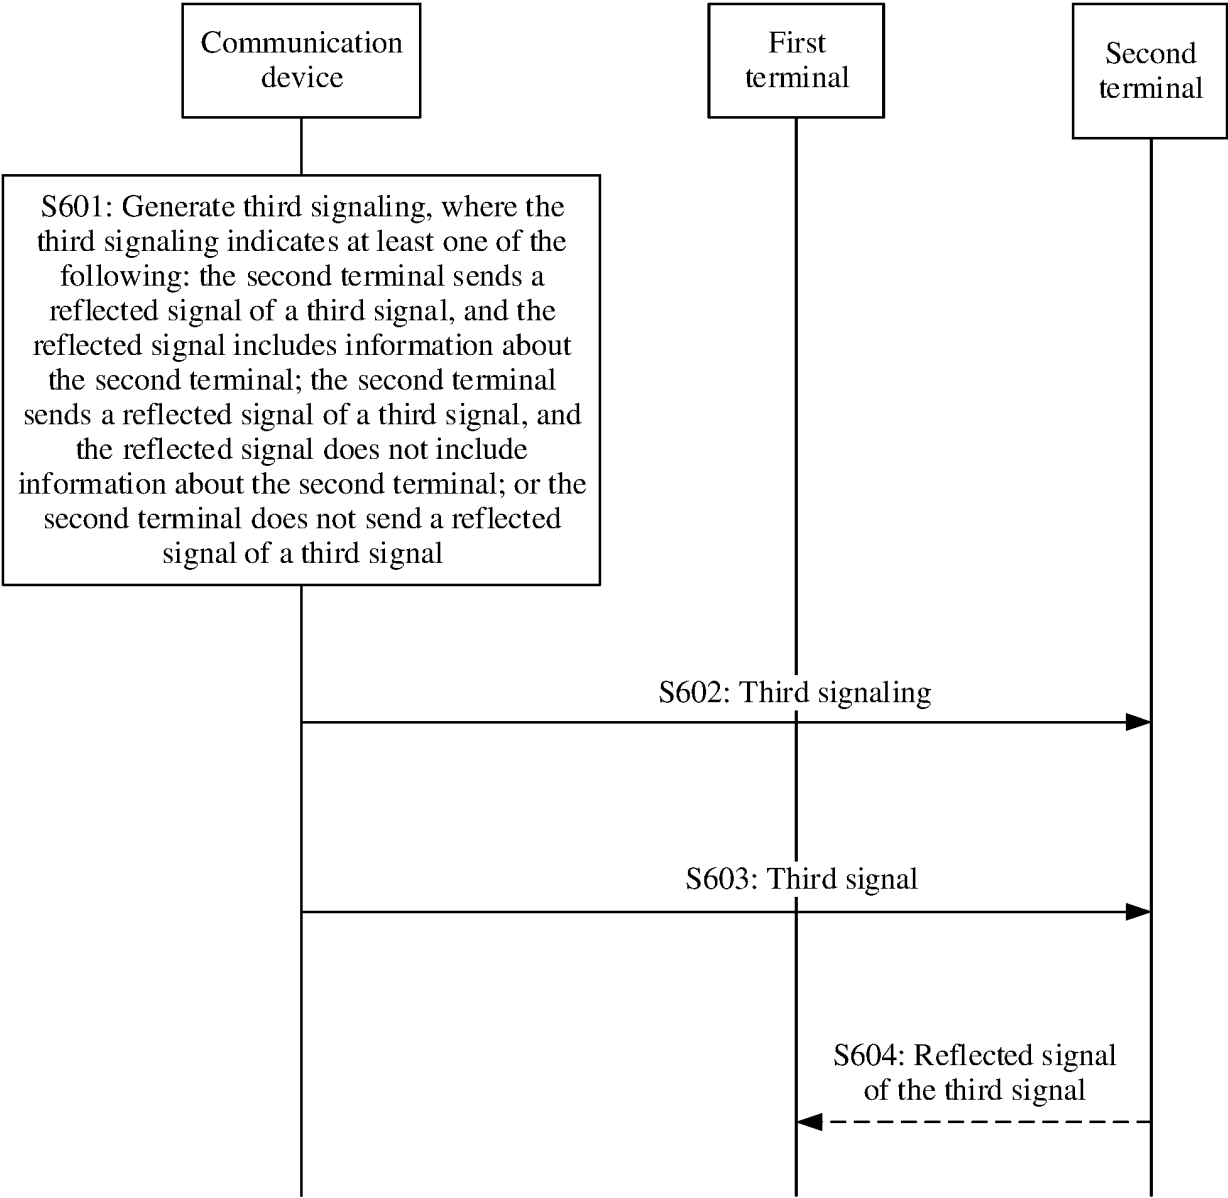 Communication
device
First
terminal
Second
terminal
S601: Generate third signaling, where the
third signaling indicates at least one of the
following: the second terminal sends a
reflected signal of a third signal, and the
reflected signal includes information about
the second terminal; the second terminal
sends a reflected signal of a third signal, and
the reflected signal does not include
information about the second terminal; or the
second terminal does not send a reflected
signal of a third signal
S602: Third signaling
S603: Third signal
S604: Reflected signal
of the third signal